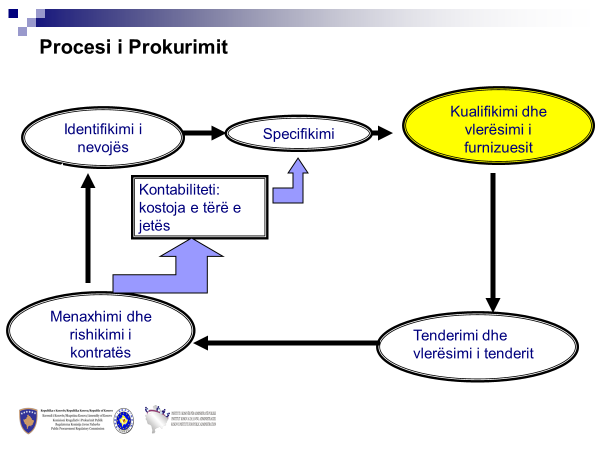 Procesi i Prokurimit
Identifikimi i
nevojës
Specifikimi
Kualifikimi dhe
vlerësimi i
furnizuesit
Kontabiliteti:
kostoja e tërë e
jetës
Menaxhimi dhe
rishikimi i
kontratës
Tenderimi dhe
vlerësimi i tenderit